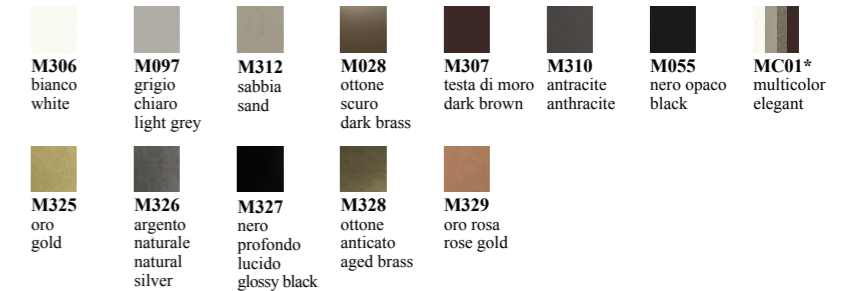 M306
bianco
white
M097
grigio
chiaro
light grey
M312
sabbia
sand
M028
ottone
scuro
dark brass
M307
testa di moro
dark brown
M310
antracite
anthracite
M055
nero opaco
black
MC01*
multicolor
elegant
M325
oro
gold
M326
argento
naturale
natural
silver
M327
nero
profondo
lucido
glossy black
M328
ottone
anticato
aged brass
M329
oro rosa
rose gold